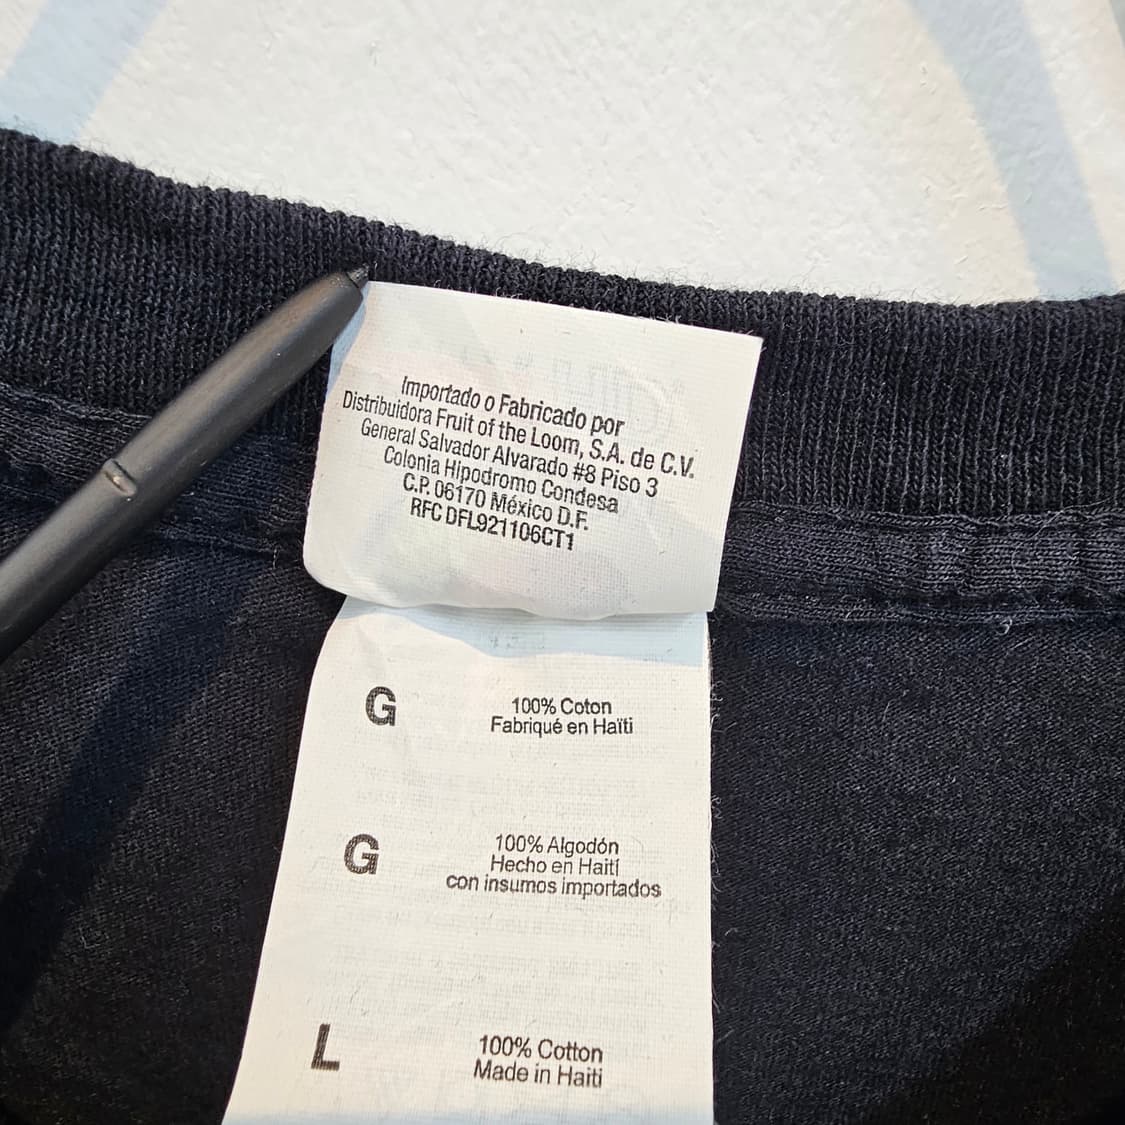 Importado o Fabricado por
Distribuidora Fruit of the Loom, S.A. de C.V.
General Salvador Alvarado #8 Piso 3
Colonia Hipodromo Condesa
C.P. 06170 México D.F.
RFC DFL921106CT1
G
100% Coton
Fabriqué en Haïti
G
100% Algodón
Hecho en Haití
con insumos importados
L
100% Cotton
Made in Haiti